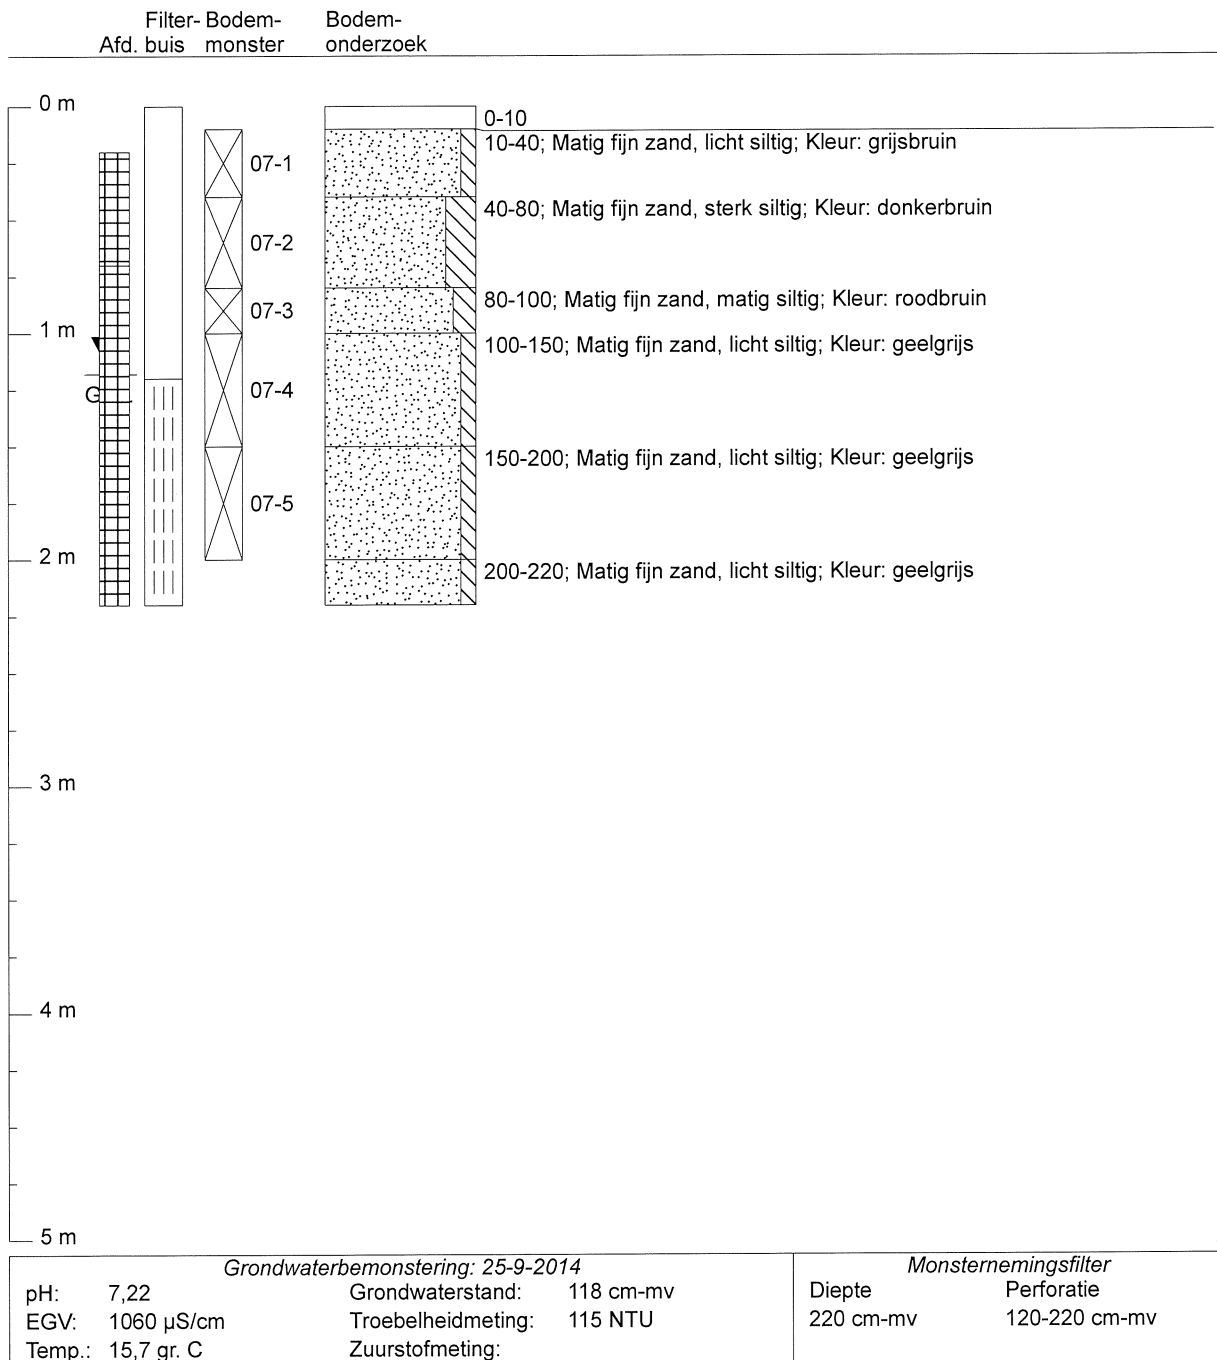 Filter- Bodem- Bodem-
Afd. buis monster onderzoek
0 m
0-10
10-40; Matig fijn zand, licht siltig; Kleur: grijsbruin
07-1
40-80; Matig fijn zand, sterk siltig; Kleur: donkerbruin
07-2
80-100; Matig fijn zand, matig siltig; Kleur: roodbruin
07-3
1 m
100-150; Matig fijn zand, licht siltig; Kleur: geelgrijs
07-4
150-200; Matig fijn zand, licht siltig; Kleur: geelgrijs
07-5
2 m
200-220; Matig fijn zand, licht siltig; Kleur: geelgrijs
3 m
4 m
5 m
Grondwaterbemonstering: 25-9-2014
pH: 7,22 Grondwaterstand: 118 cm-mv
EGV: 1060 µS/cm Troebelheidmeting: 115 NTU
Temp.: 15,7 gr. C Zuurstofmeting:
Monsternemingsfilter
Diepte Perforatie
220 cm-mv 120-220 cm-mv